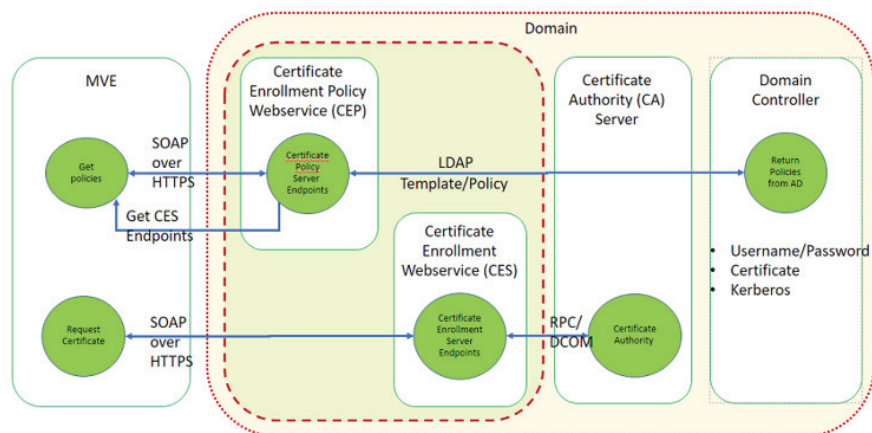 Domain
MVE
Certificate
Enrollment Policy
Webservice (CEP)
Certificate
Authority (CA)
Server
Domain
Controller
Get
policies
SOAP
over
HTTPS
Certificate
Policy
Server
Endpoints
LDAP
Template/Policy
Return
Policies
from AD
Get CES
Endpoints
Certificate
Enrollment
Webservice (CES)
• Username/Password
• Certificate
• Kerberos
Request
Certificate
SOAP
over
HTTPS
Certificate
Enrollment
Server
Endpoints
RPC/
DCOM
Certificate
Authority